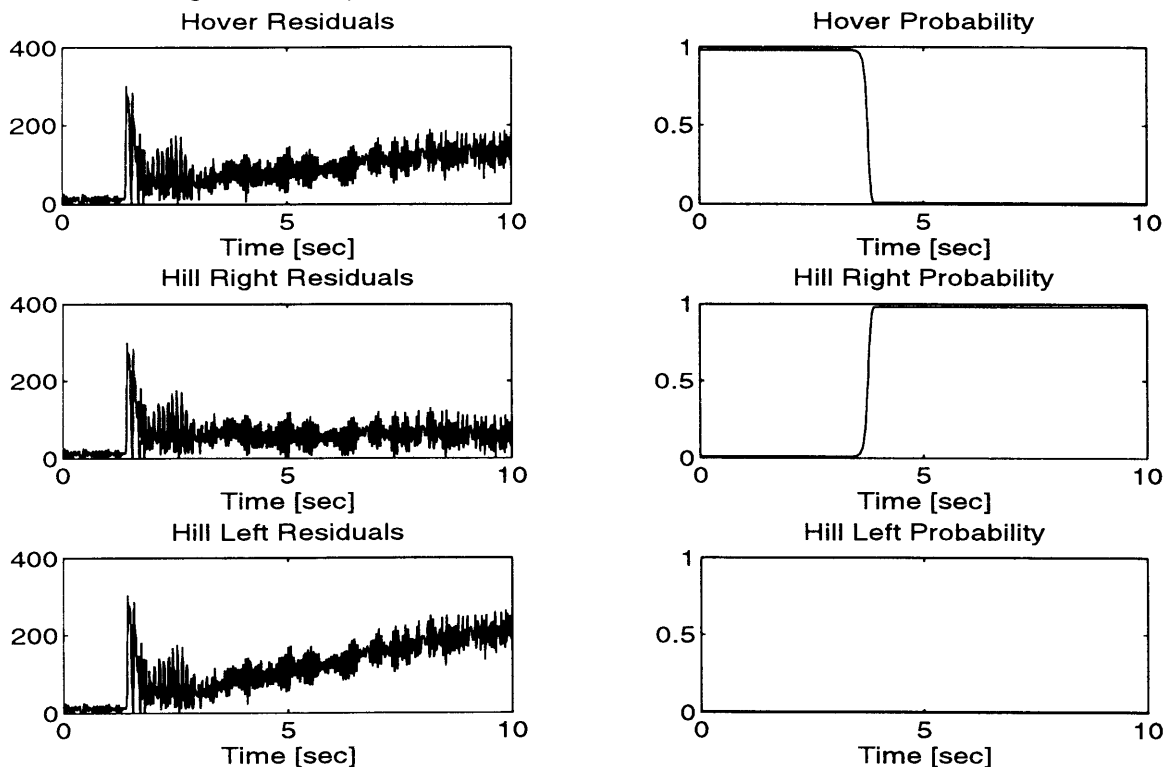 Hover Residuals
400
200
0
0 5 10
Time [sec]
Hover Probability
1
0.5
0
0 5 10
Time [sec]
Hill Right Residuals
400
200
0
0 5 10
Time [sec]
Hill Right Probability
1
0.5
0
0 5 10
Time [sec]
Hill Left Residuals
400
200
0
0 5 10
Time [sec]
Hill Left Probability
1
0.5
0
0 5 10
Time [sec]